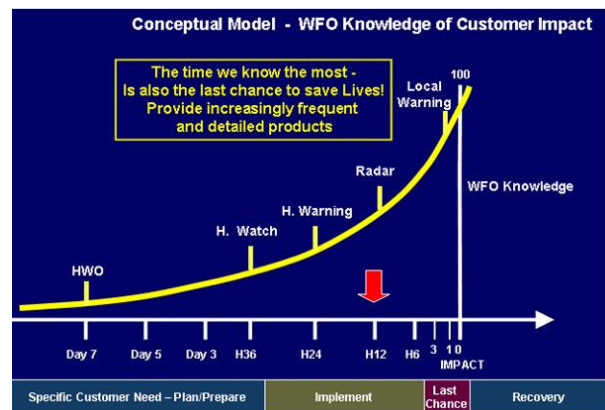 Conceptual Model - WFO Knowledge of Customer Impact
The time we know the most -
Is also the last chance to save Lives!
Provide increasingly frequent
and detailed products
100
Local
Warning
Radar
WFO Knowledge
H. Warning
H. Watch
HWO
Day 7
Day 5
Day 3
H36
H24
H12
H6
3
1
0
IMPACT
Specific Customer Need – Plan/Prepare
Implement
Last
Chance
Recovery